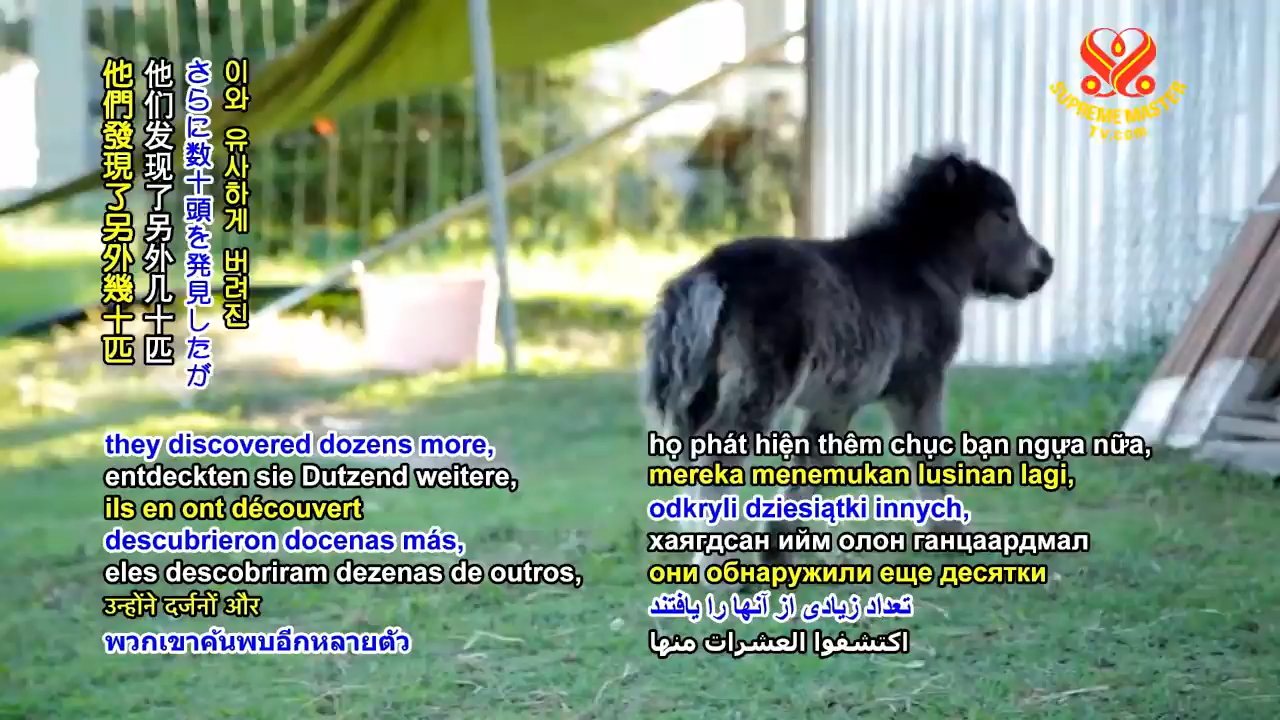 他們發現了另外幾十匹
他们发现了另外几十匹
さらに数十頭を発見したが
이와 유사하게 버려진
SUPREME MASTER
TV.com
they discovered dozens more,
entdeckten sie Dutzend weitere,
ils en ont découvert
descubrieron docenas más,
eles descobriram dezenas de outros,
उन्होंने दर्जनों और
พวกเขาค้นพบอีกหลายตัว
họ phát hiện thêm chục bạn ngựa nữa,
mereka menemukan lusinan lagi,
odkryli dziesiątki innych,
хаягдсан ийм олон ганцаардмал
они обнаружили еще десятки
تعداد زیادی از آنها را یافتند
اكتشفوا العشرات منها